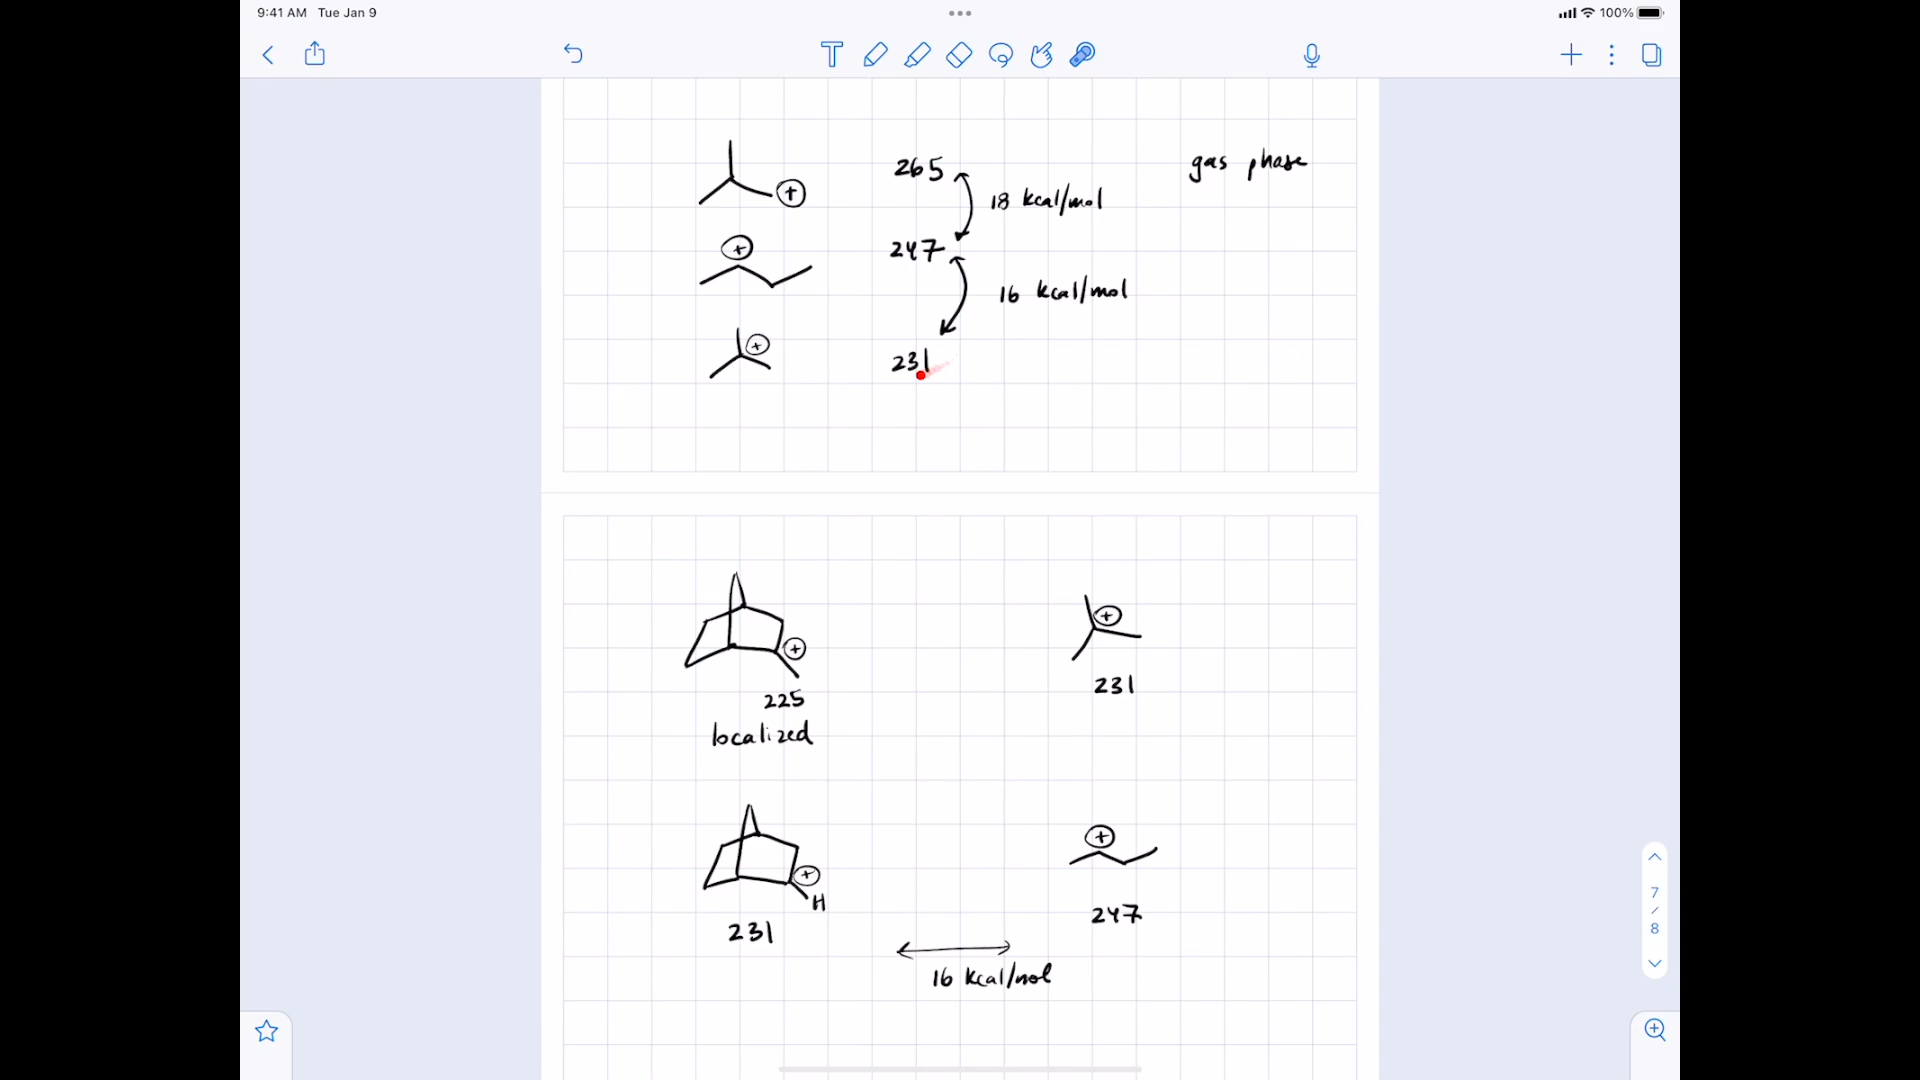 9:41 AM Tue Jan 9
100%
T
265
gas phase
18 kcal/mol
+
247
+
16 kcal/mol
+
231
+
+
225
231
localized
+
+
H
247
231
16 kcal/mol
7
/
8